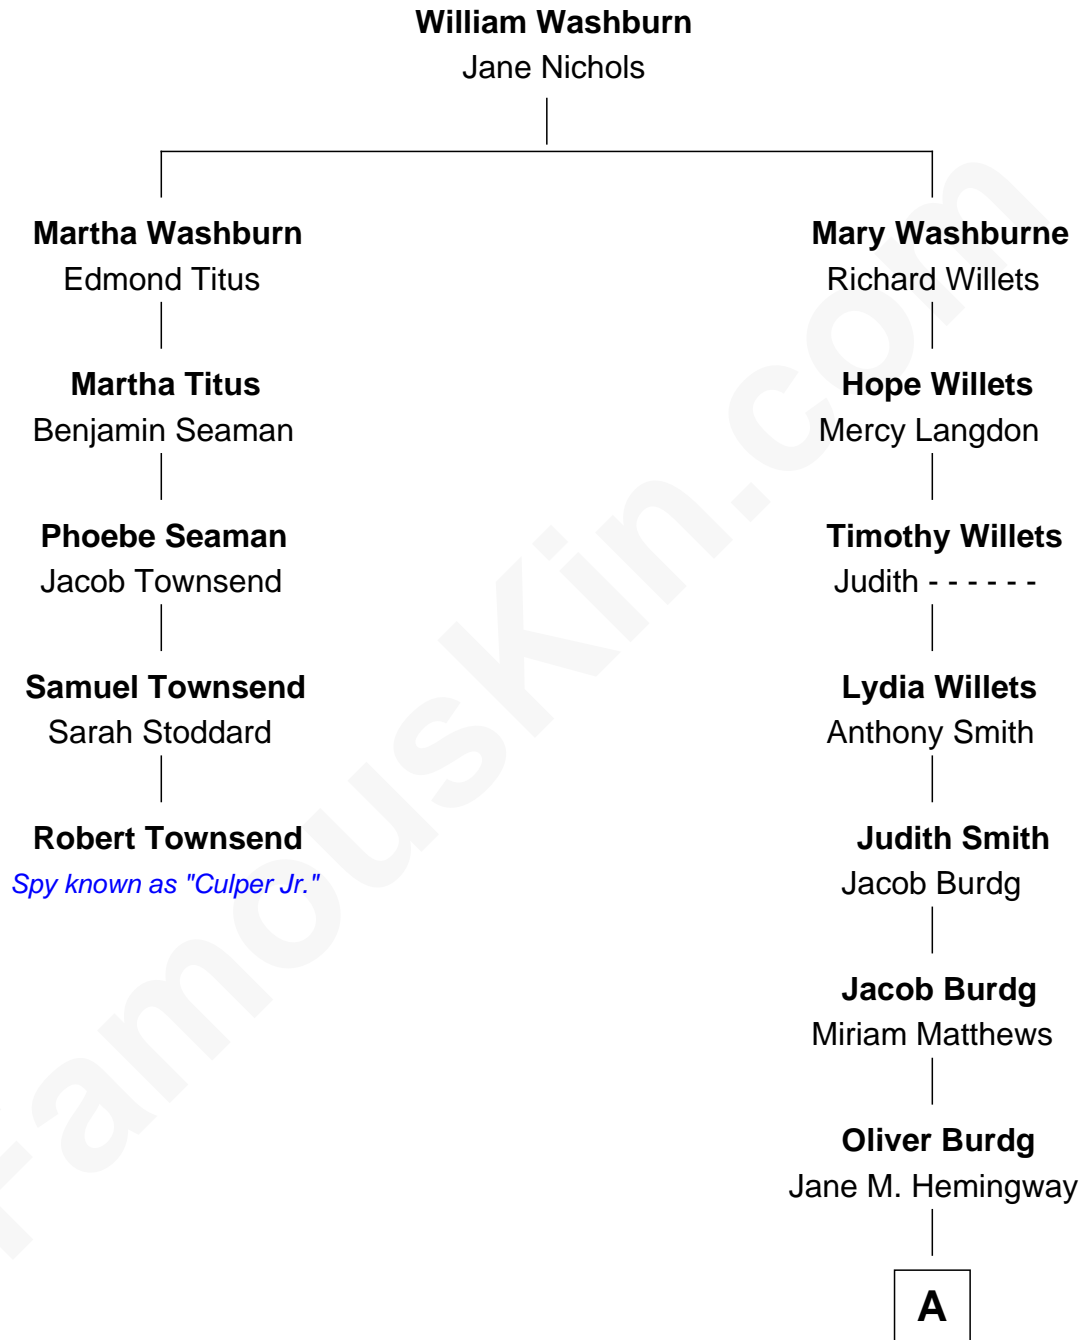 William Washburn
Jane Nichols
Martha Washburn
Edmond Titus
Mary Washburne
Richard Willets
Martha Titus
Benjamin Seaman
Hope Willets
Mercy Langdon
Phoebe Seaman
Jacob Townsend
Timothy Willets
Judith - - - - - -
Samuel Townsend
Sarah Stoddard
Lydia Willets
Anthony Smith
Robert Townsend
Spy known as "Culper Jr."
Judith Smith
Jacob Burdg
Jacob Burdg
Miriam Matthews
Oliver Burdg
Jane M. Hemingway
A
FamousKin.com